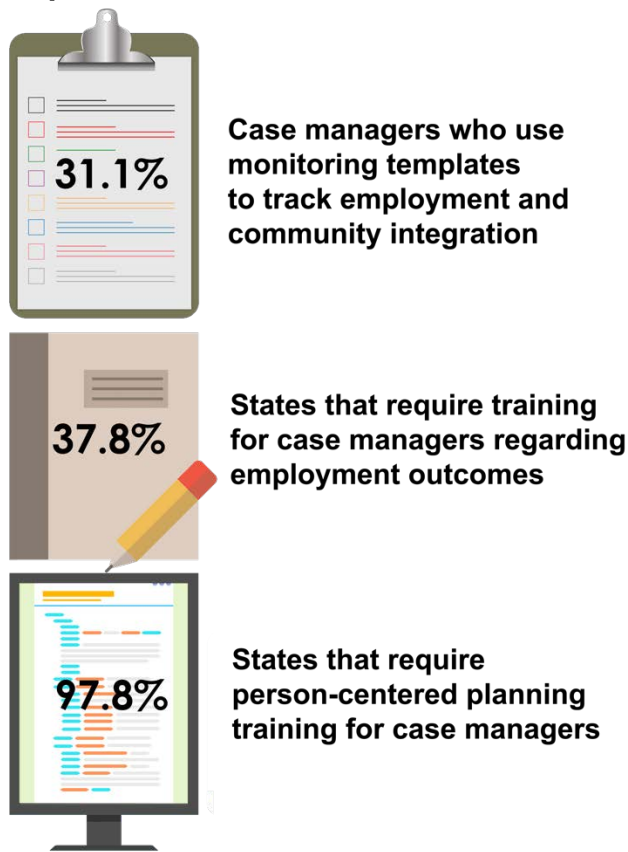 31.1%
Case managers who use
monitoring templates
to track employment and
community integration
37.8%
States that require training
for case managers regarding
employment outcomes
97.8%
States that require
person-centered planning
training for case managers